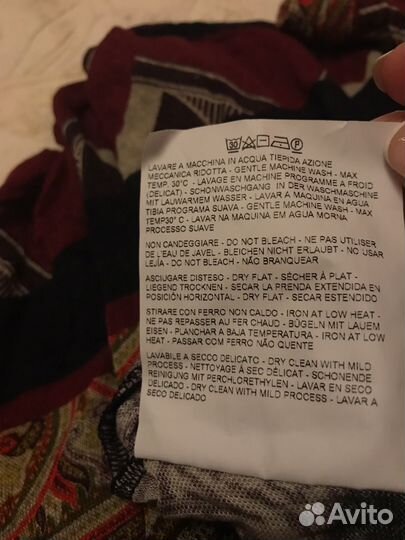 30 P
LAVARE A MACCHINA IN ACQUA TIEPIDA AZIONE
MECCANICA RIDOTTA - GENTLE MACHINE WASH - MAX
TEMP. 30°C - LAVAGE EN MACHINE PROGRAMME A FROID
(DELICAT) - SCHONWASCHGANG IN DER WASCHMASCHINE
MIT LAUWARMEM WASSER - LAVAR A MAQUINA EN AGUA
TIBIA PROGRAMA SUAVE - GENTLE MACHINE WASH - MAX
TEMP30° C - LAVAR NA MAQUINA EM AGUA MORNA
PROCESSO SUAVE
NON CANDEGGIARE - DO NOT BLEACH - NE PAS UTILISER
DE L'EAU DE JAVEL - BLEICHEN NICHT ERLAUBT - NO USAR
LEJÍA - DO NOT BLEACH - NÃO BRANQUEAR
ASCIUGARE DISTESO - DRY FLAT - SÈCHER À PLAT -
LIEGEND TROCKNEN - SECAR LA PRENDA EXTENDIDA EN
POSICIÓN HORIZONTAL - DRY FLAT - SECAR ESTENDIDO
STIRARE CON FERRO NON CALDO - IRON AT LOW HEAT -
NE PAS REPASSER AU FER CHAUD - BÜGELN MIT LAUEM
EISEN - PLANCHAR A BAJA TEMPERATURA - IRON AT LOW
HEAT - PASSAR COM FERRO NÃO QUENTE
LAVABILE A SECCO DELICATO - DRY CLEAN WITH MILD
PROCESS - NETTOYAGE À SEC DÉLICAT - SCHONENDE
REINIGUNG MIT PERCHLORETHYLEN - LAVAR EN SECO
DELICADO - DRY CLEAN WITH MILD PROCESS - LAVAR A
SECO DELICADO
Avito